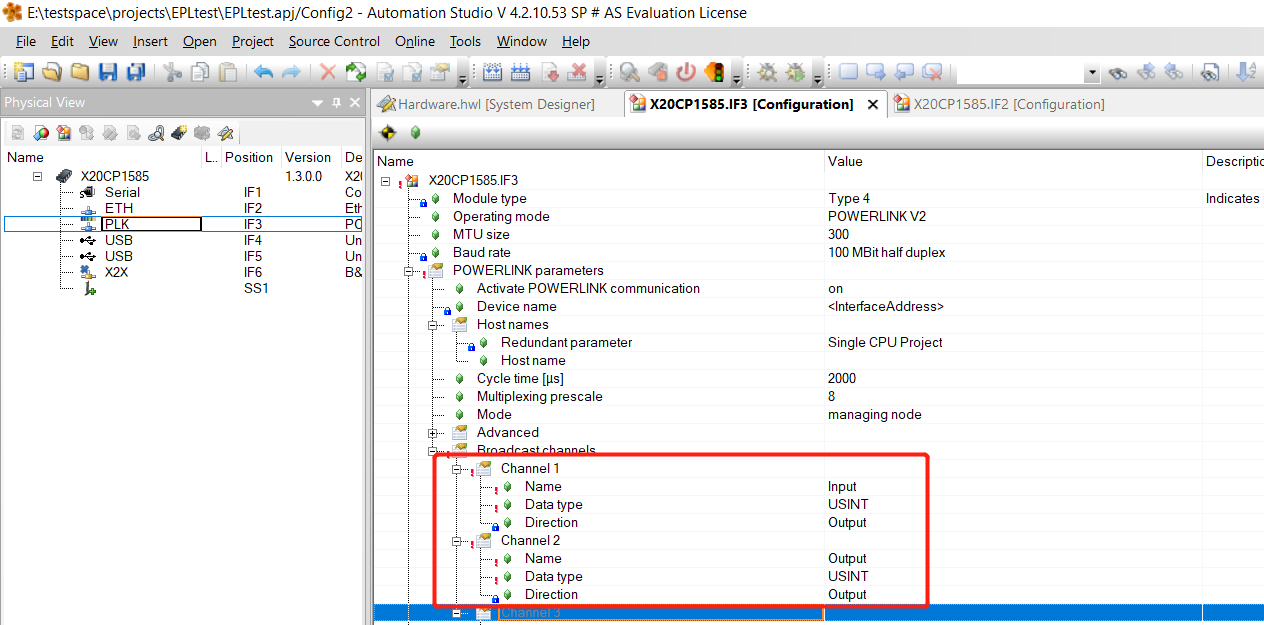 E:\testspace\projects\EPLtest\EPLtest.apj/Config2 - Automation Studio V 4.2.10.53 SP # AS Evaluation License
File Edit View Insert Open Project Source Control Online Tools Window Help
Physical View
Hardware.hwl [System Designer] X20CP1585.IF3 [Configuration] X20CP1585.IF2 [Configuration]
Name L.. Position Version De
X20CP1585 1.3.0.0 X20
Serial IF1 Co
ETH IF2 Eth
PLK IF3 PO
USB IF4 Un
USB IF5 Un
X2X IF6 B&
SS1
Name Value Descriptio
X20CP1585.IF3
Module type Type 4 Indicates
Operating mode POWERLINK V2
MTU size 300
Baud rate 100 MBit half duplex
POWERLINK parameters
Activate POWERLINK communication on
Device name <InterfaceAddress>
Host names
Redundant parameter Single CPU Project
Host name
Cycle time [µs] 2000
Multiplexing prescale 8
Mode managing node
Advanced
Broadcast channels
Channel 1
Name Input
Data type USINT
Direction Output
Channel 2
Name Output
Data type USINT
Direction Output
Channel 3